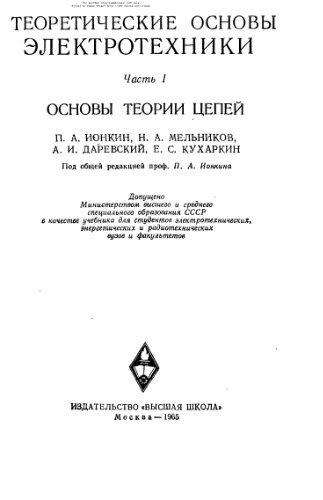 ТЕОРЕТИЧЕСКИЕ ОСНОВЫ
ЭЛЕКТРОТЕХНИКИ
Часть I
ОСНОВЫ ТЕОРИИ ЦЕПЕЙ
П. А. ИОНКИН, Н. А. МЕЛЬНИКОВ,
А. И. ДАРЕВСКИЙ, Е. С. КУХАРКИН
Под общей редакцией проф. П. А. Ионкина
Допущено
Министерством высшего и среднего
специального образования СССР
в качестве учебника для студентов электротехнических,
энергетических и радиотехнических
вузов и факультетов
ИЗДАТЕЛЬСТВО «ВЫСШАЯ ШКОЛА»
Москва — 1965